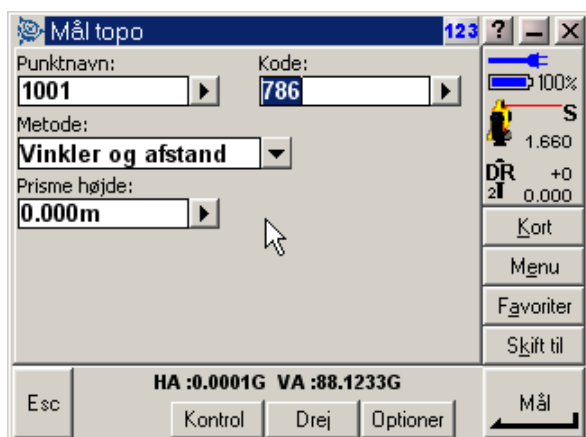 Mål topo 123 ? – X
Punktnavn: Kode:
1001 786
100%
Metode:
S
Vinkler og afstand
1.660
Prisme højde:
DR +0
0.000m
2 0.000
Kort
Menu
Favoriter
Skift til
HA :0.0001G VA :88.1233G
Esc Kontrol Drej Optioner Mål